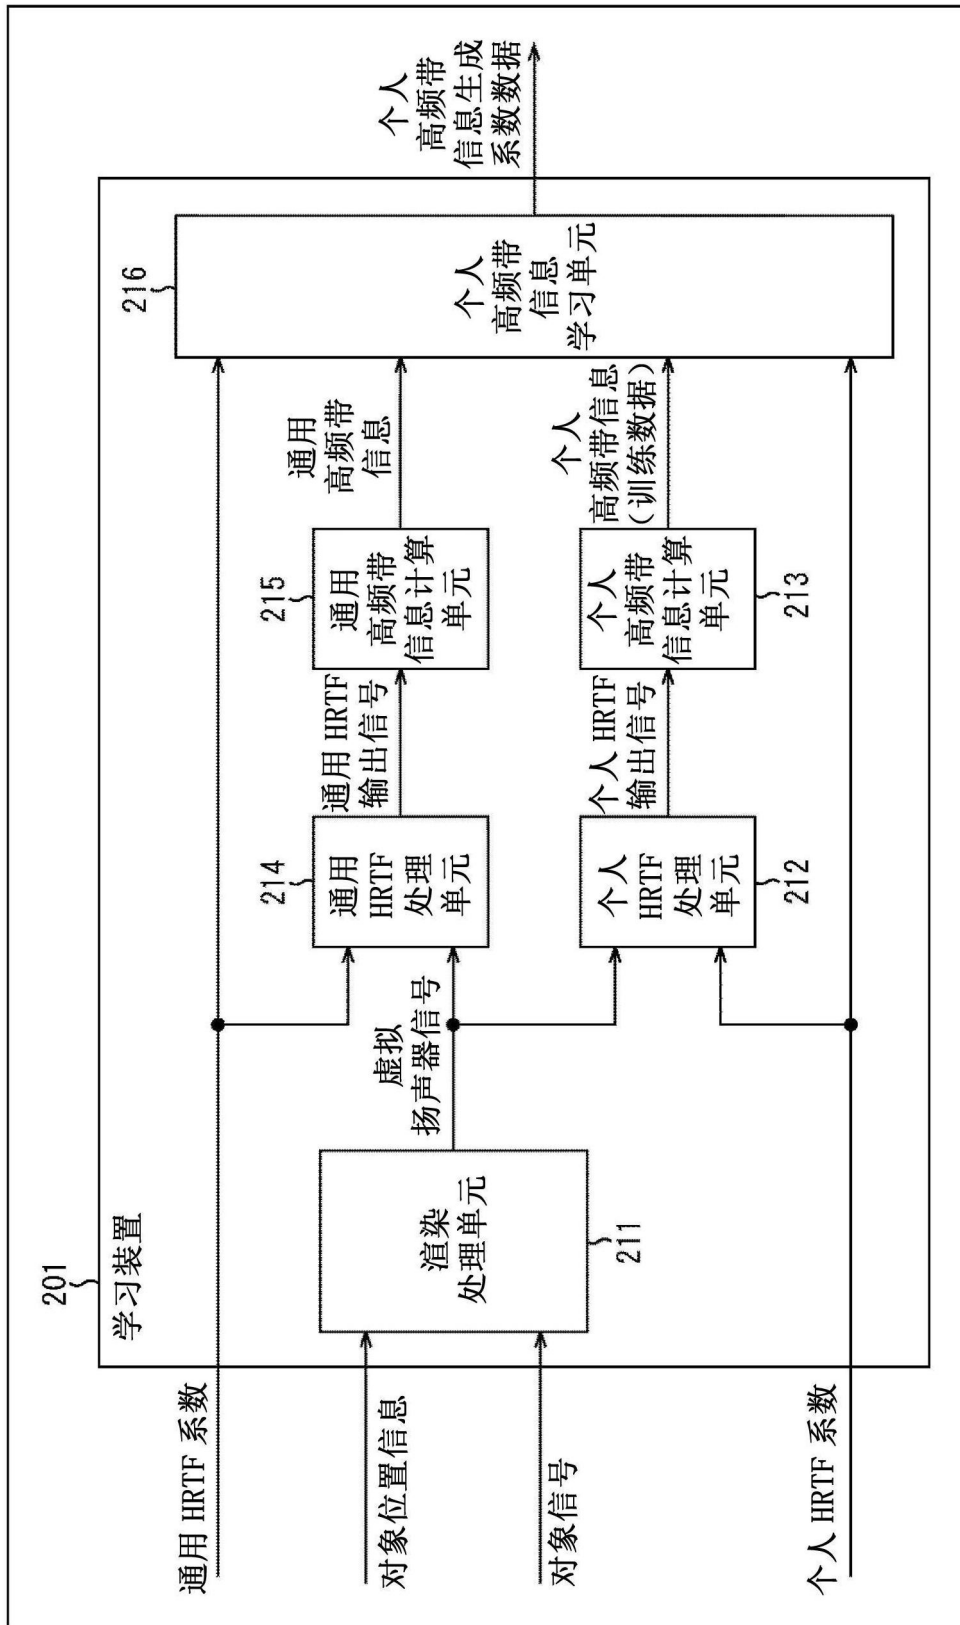 201
学习装置
通用 HRTF 系数
对象位置信息
对象信号
个人 HRTF 系数
渲染
处理单元
211
虚拟
扬声器信号
214
通用
HRTF
处理
单元
通用 HRTF
输出信号
215
通用
高频带
信息计算
单元
通用
高频带
信息
个人
HRTF
处理
单元
212
个人 HRTF
输出信号
个人
高频带
信息计算
单元
213
个人
高频带信息
(训练数据)
216
个人
高频带
信息
学习单元
个人
高频带
信息生成
系数数据